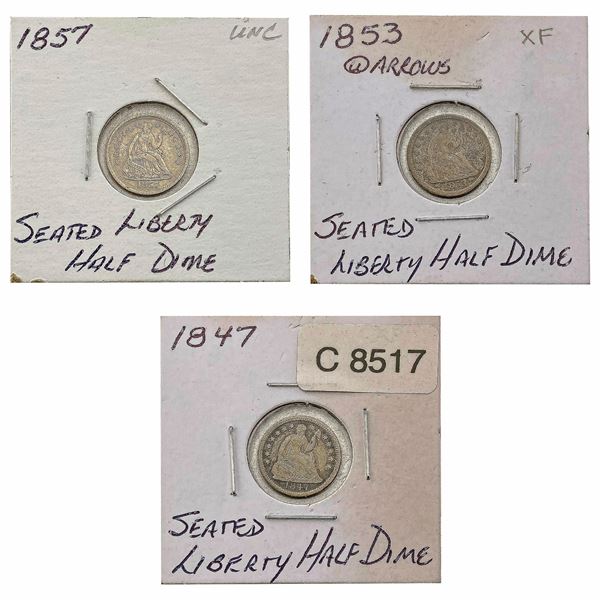 1857 UNC
SEATED LIBERTY
HALF DIME
1853 XF
W ARROWS
SEATED
LIBERTY HALF DIME
1847
C 8517
1847
SEATED
LIBERTY HALF DIME